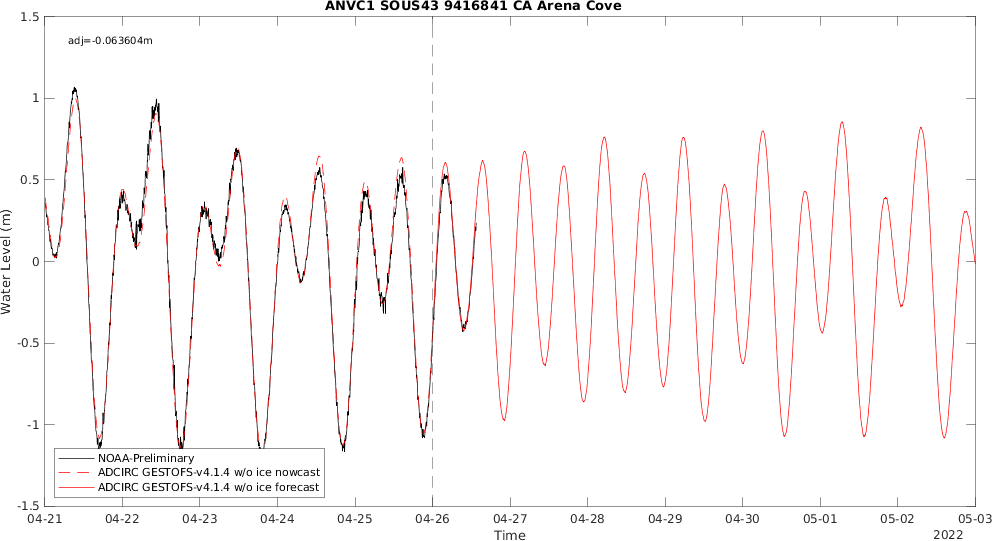 ANVC1 SOUS43 9416841 CA Arena Cove
adj=-0.063604m
1.5
1
0.5
0
-0.5
-1
-1.5
Water Level (m)
NOAA-Preliminary
ADCIRC GESTOFS-v4.1.4 w/o ice nowcast
ADCIRC GESTOFS-v4.1.4 w/o ice forecast
04-21 04-22 04-23 04-24 04-25 04-26 04-27 04-28 04-29 04-30 05-01 05-02 05-03
Time
2022